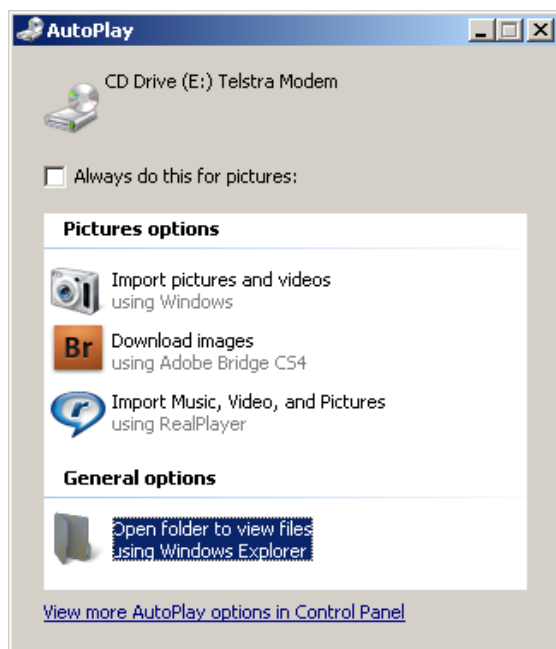 AutoPlay
CD Drive (E:) Telstra Modem
Always do this for pictures:
Pictures options
Import pictures and videos
using Windows
Br
Download images
using Adobe Bridge CS4
r
Import Music, Video, and Pictures
using RealPlayer
General options
Open folder to view files
using Windows Explorer
View more AutoPlay options in Control Panel